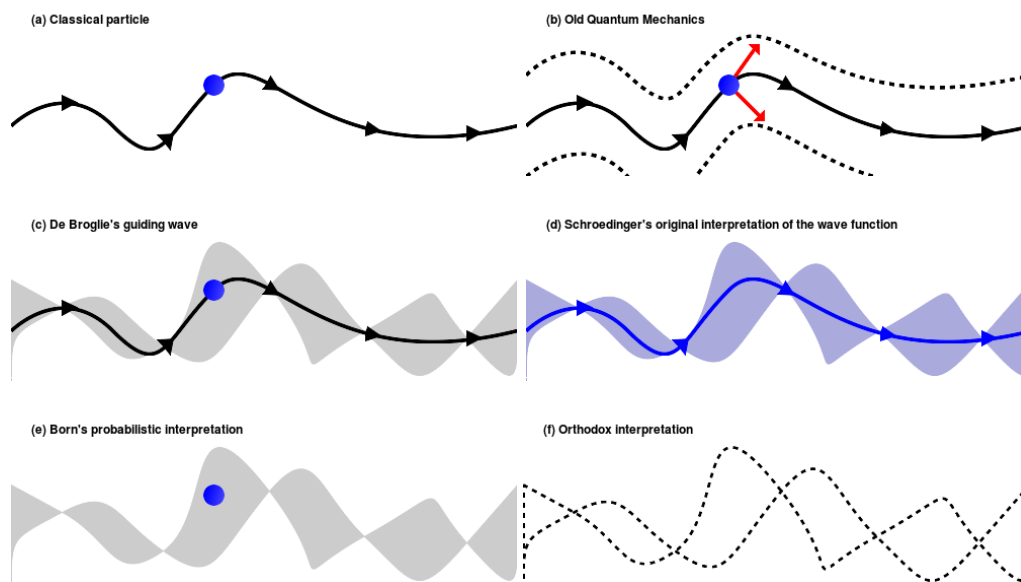 (a) Classical particle
(b) Old Quantum Mechanics
(c) De Broglie's guiding wave
(d) Schroedinger's original interpretation of the wave function
(e) Born's probabilistic interpretation
(f) Orthodox interpretation